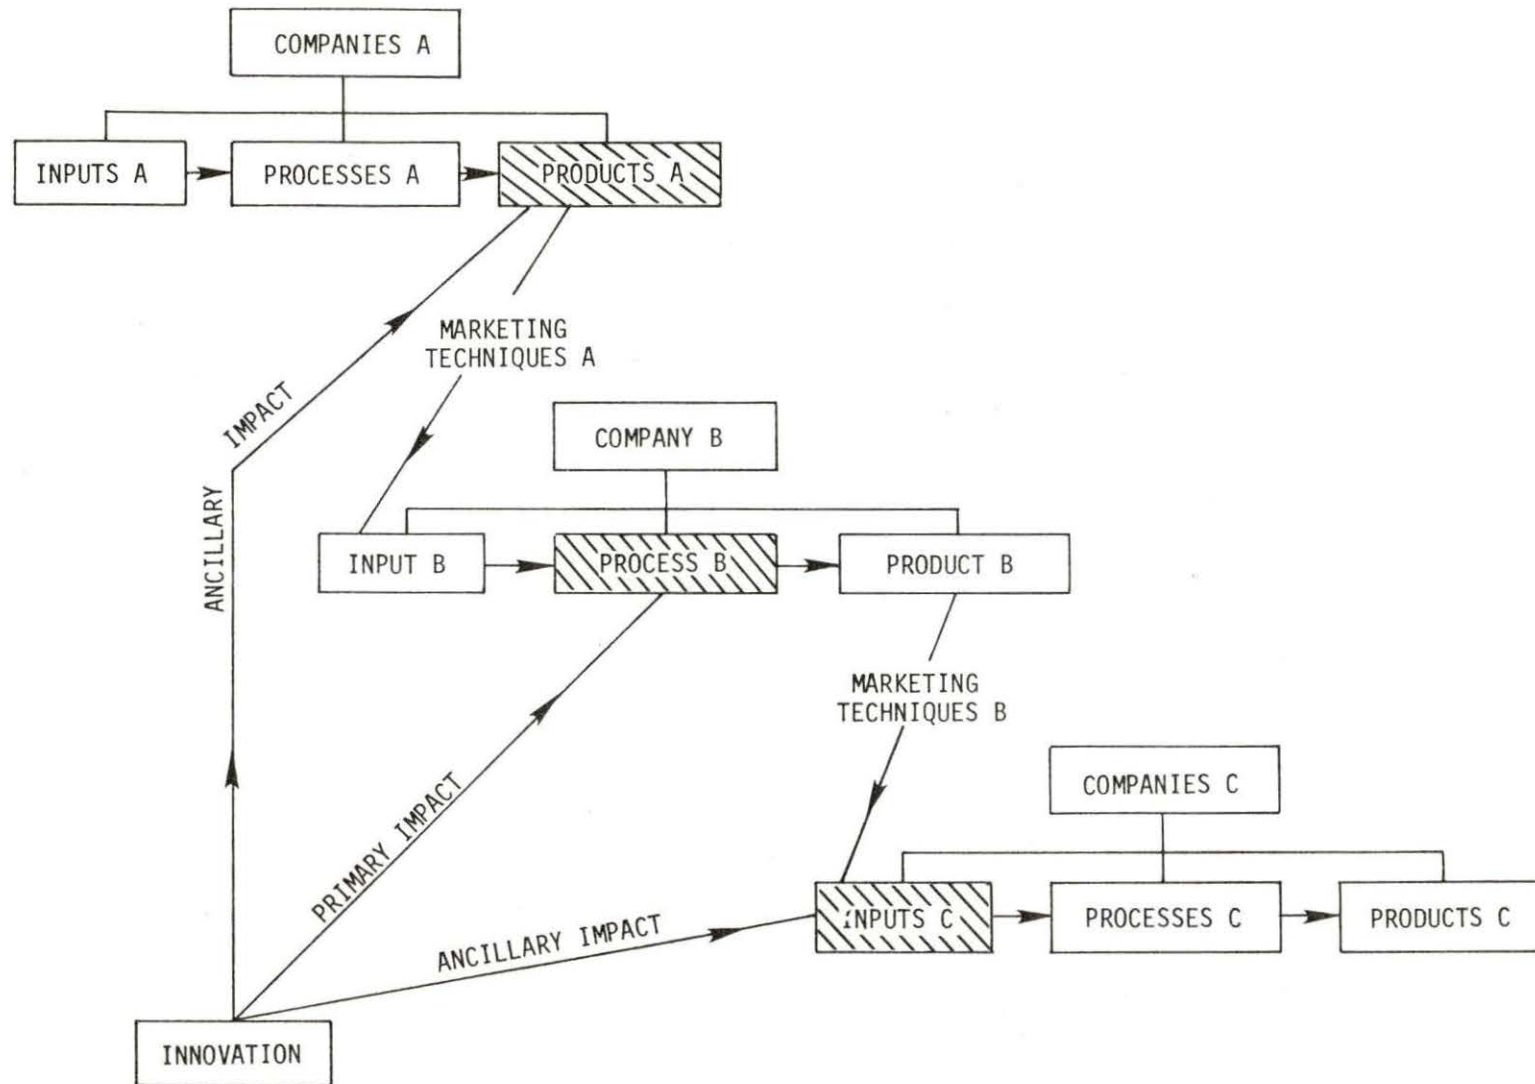 COMPANIES A
INPUTS A
PROCESSES A
PRODUCTS A
MARKETING
TECHNIQUES A
ANCILLARY
IMPACT
COMPANY B
INPUT B
PROCESS B
PRODUCT B
MARKETING
TECHNIQUES B
PRIMARY IMPACT
COMPANIES C
INPUTS C
PROCESSES C
PRODUCTS C
ANCILLARY IMPACT
INNOVATION